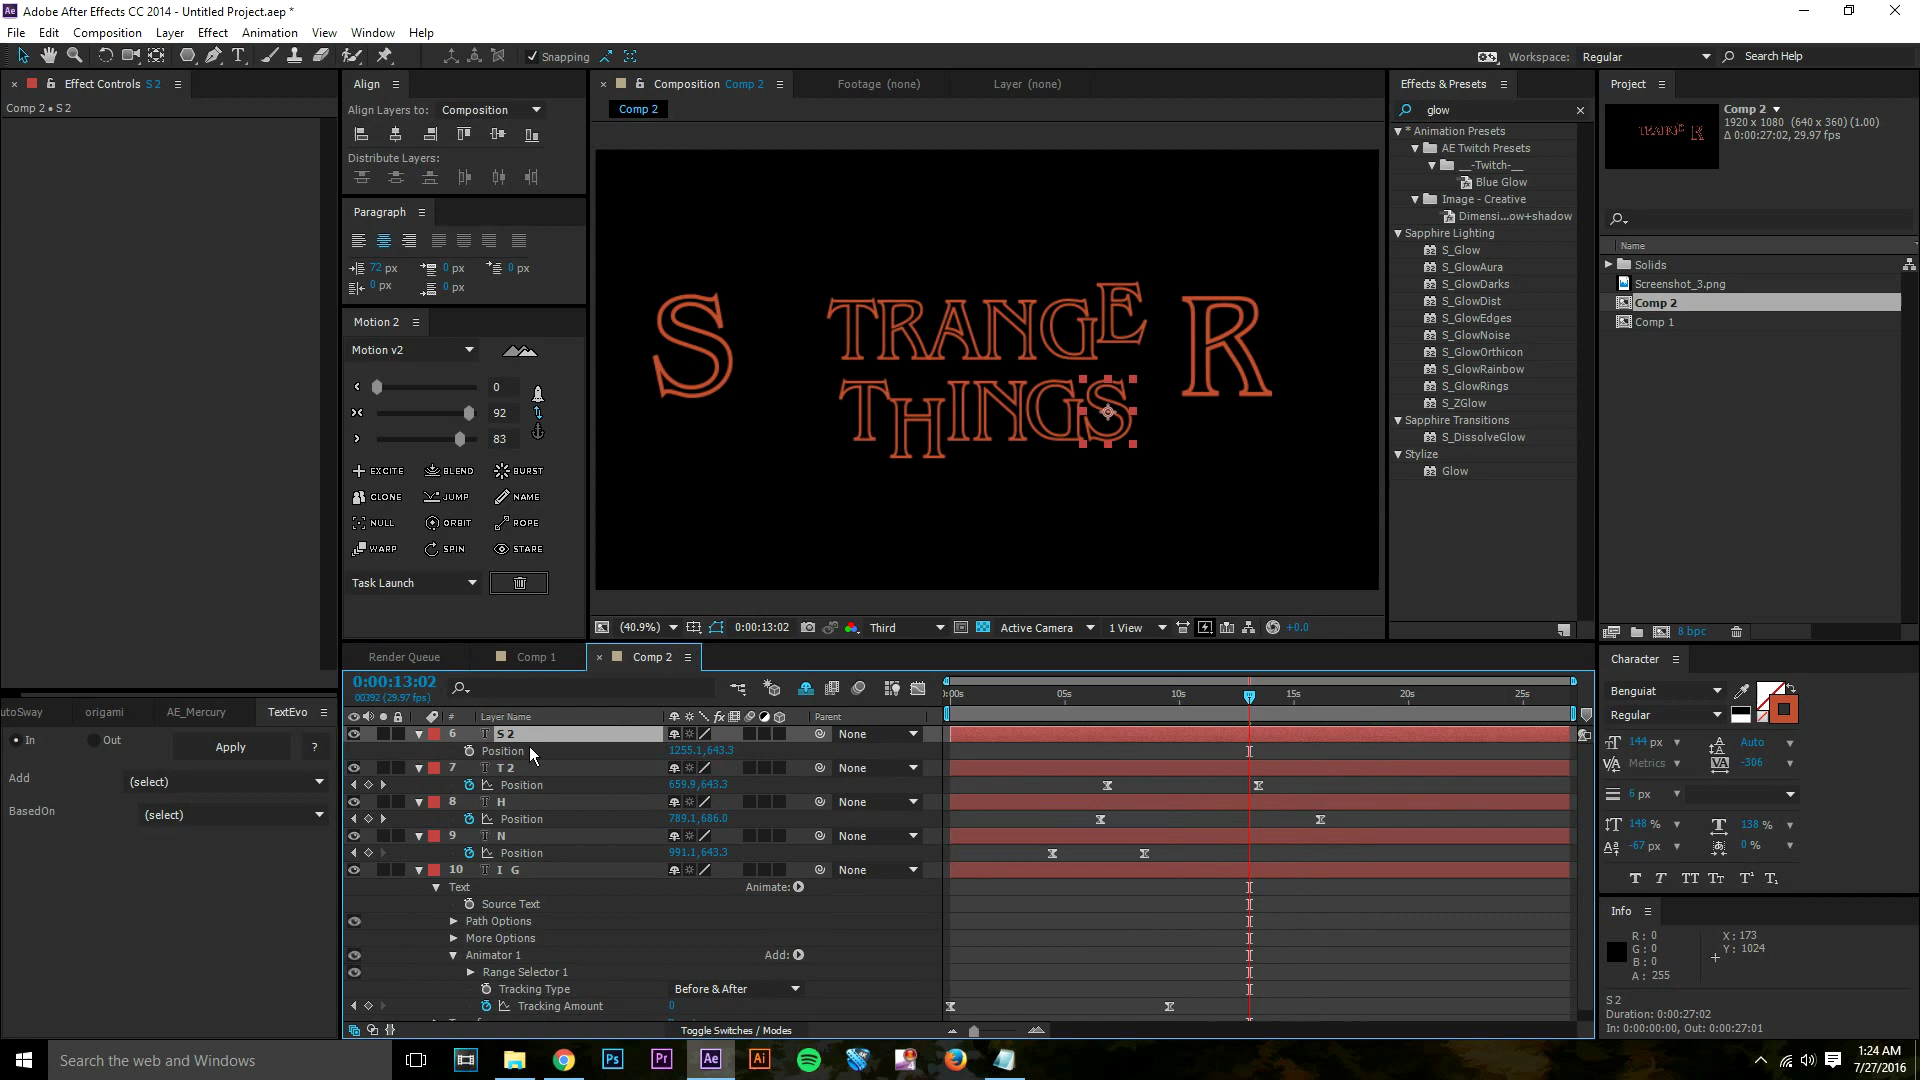 Ae Adobe After Effects CC 2014 - Untitled Project.aep *
File Edit Composition Layer Effect Animation View Window Help
Snapping
Workspace: Regular
Search Help
Effect Controls S 2
Comp 2 • S 2
Align
Align Layers to: Composition
Distribute Layers:
Paragraph
72 px 0 px 0 px
0 px 0 px
Motion 2
Motion v2
0
92
83
EXCITE BLEND BURST
CLONE JUMP NAME
NULL ORBIT ROPE
WARP SPIN STARE
Task Launch
Composition Comp 2
Footage (none)
Layer (none)
Comp 2
S TRANGE R
THINGS
(40.9%) 0:00:13:02 Third Active Camera 1 View +0.0
Effects & Presets
glow
* Animation Presets
AE Twitch Presets
__-Twitch-__
Blue Glow
Image - Creative
Dimensi...ow+shadow
Sapphire Lighting
S_Glow
S_GlowAura
S_GlowDarks
S_GlowDist
S_GlowEdges
S_GlowNoise
S_GlowOrthicon
S_GlowRainbow
S_GlowRings
S_ZGlow
Sapphire Transitions
S_DissolveGlow
Stylize
Glow
Project
Comp 2
1920 x 1080 (640 x 360) (1.00)
Δ 0:00:27:02, 29.97 fps
Name
Solids
Screenshot_3.png
Comp 2
Comp 1
8 bpc
utoSway origami AE_Mercury TextEvo
In Out Apply ?
Add (select)
BasedOn (select)
Render Queue Comp 1 Comp 2
0:00:13:02
00392 (29.97 fps)
:00s 05s 10s 15s 20s 25s
# Layer Name Parent
6 T S 2 None
Position 1255.1,643.3
7 T T 2 None
Position 659.9,643.3
8 T H None
Position 789.1,686.0
9 T N None
Position 991.1,643.3
10 T I G None
Text Animate:
Source Text
Path Options
More Options
Animator 1 Add:
Range Selector 1
Tracking Type Before & After
Tracking Amount 0
Toggle Switches / Modes
Character
Benguiat
Regular
144 px Auto
Metrics -306
6 px
148 % 138 %
-67 px 0 %
T T TT Tt T¹ T₁
Info
R : 0
G : 0
B : 0
A : 255
X : 173
Y : 1024
S 2
Duration: 0:00:27:02
In: 0:00:00:00, Out: 0:00:27:01
Search the web and Windows
Ps Pr Ae Ai
1:24 AM
7/27/2016